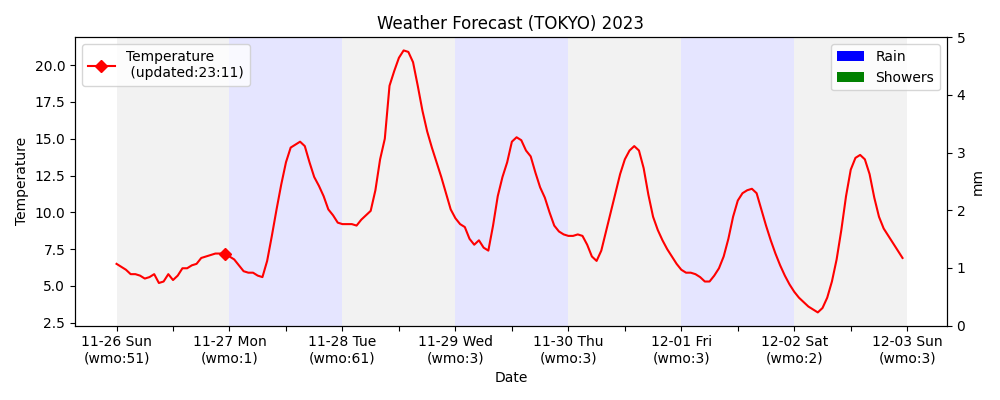 Weather Forecast (TOKYO) 2023
Temperature
(updated:23:11)
Rain
Showers
Temperature
20.0
17.5
15.0
12.5
10.0
7.5
5.0
2.5
5
4
3
2
1
0
mm
11-26 Sun
(wmo:51)
11-27 Mon
(wmo:1)
11-28 Tue
(wmo:61)
11-29 Wed
(wmo:3)
11-30 Thu
(wmo:3)
12-01 Fri
(wmo:3)
12-02 Sat
(wmo:2)
12-03 Sun
(wmo:3)
Date